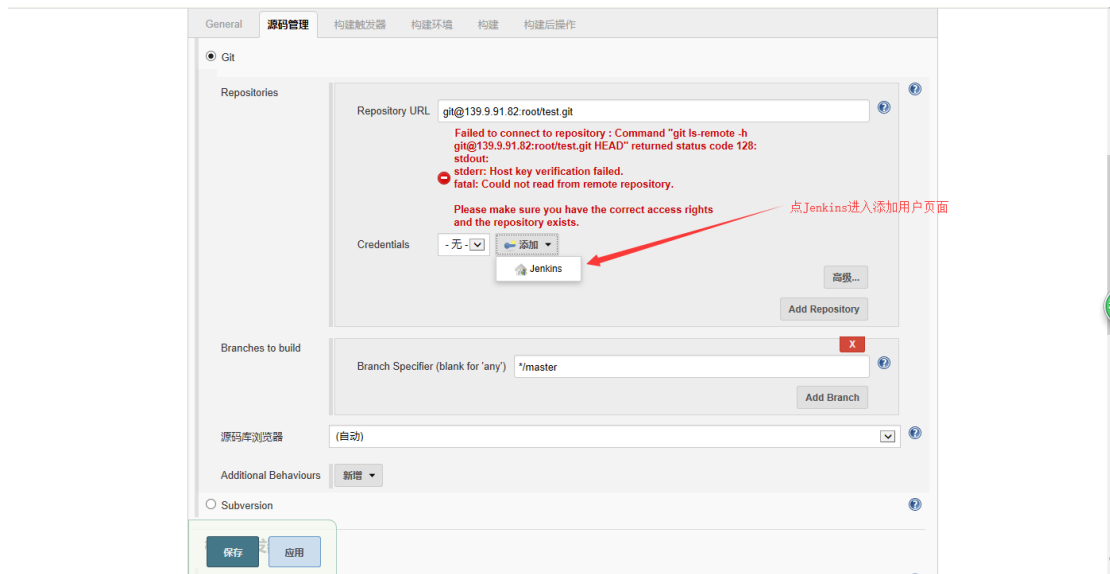 General 源码管理 构建触发器 构建环境 构建 构建后操作
Git
Repositories
Repository URL git@139.9.91.82:root/test.git
Failed to connect to repository : Command "git ls-remote -h
git@139.9.91.82:root/test.git HEAD" returned status code 128:
stdout:
stderr: Host key verification failed.
fatal: Could not read from remote repository.
Please make sure you have the correct access rights
and the repository exists.
点Jenkins进入添加用户页面
Credentials - 无 - 添加
Jenkins
高级...
Add Repository
Branches to build
X
Branch Specifier (blank for 'any') */master
Add Branch
源码库浏览器 (自动)
Additional Behaviours 新增
Subversion
保存 应用